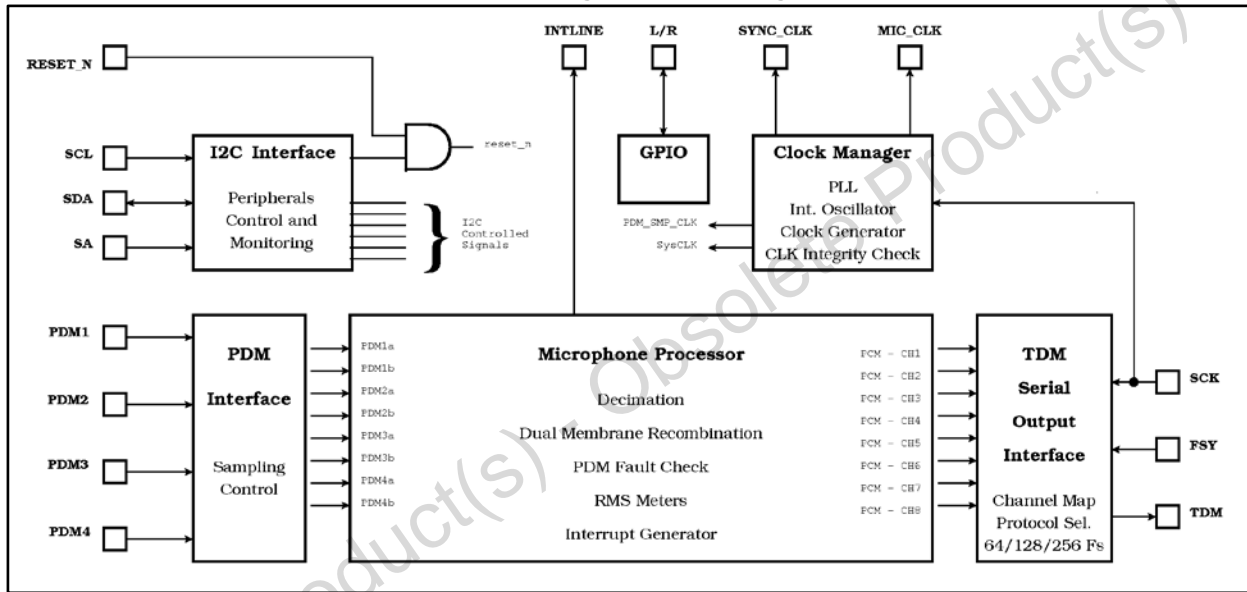 INTLINE
L/R
SYNC_CLK
MIC_CLK
RESET_N
SCL
SDA
SA
I2C Interface
Peripherals
Control and
Monitoring
reset_n
I2C
Controlled
Signals
GPIO
Clock Manager
PLL
Int. Oscillator
Clock Generator
CLK Integrity Check
PDM_SMP_CLK
SysCLK
PDM1
PDM2
PDM3
PDM4
PDM
Interface
Sampling
Control
PDM1a
PDM1b
PDM2a
PDM2b
PDM3a
PDM3b
PDM4a
PDM4b
Microphone Processor
Decimation
Dual Membrane Recombination
PDM Fault Check
RMS Meters
Interrupt Generator
PCM - CH1
PCM - CH2
PCM - CH3
PCM - CH4
PCM - CH5
PCM - CH6
PCM - CH7
PCM - CH8
TDM
Serial
Output
Interface
Channel Map
Protocol Sel.
64/128/256 Fs
SCK
FSY
TDM
oduct(s) - Obsolete Product(s)